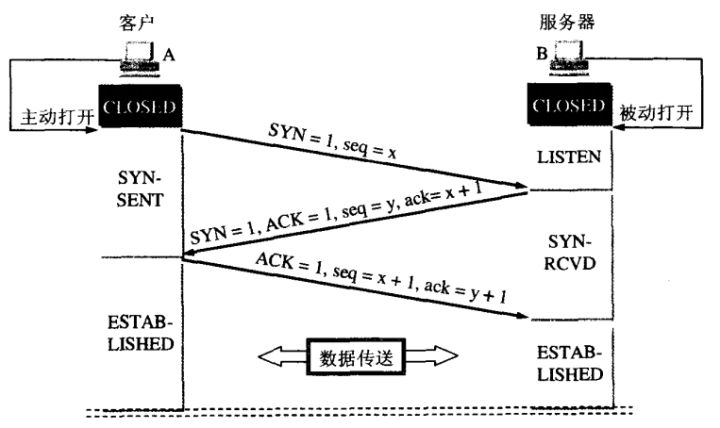 客户
服务器
A
B
CLOSED
CLOSED
主动打开
被动打开
SYN = 1, seq = x
LISTEN
SYN-
SENT
SYN = 1, ACK = 1, seq = y, ack= x + 1
SYN-
RCVD
ACK = 1, seq = x + 1, ack = y + 1
ESTAB-
LISHED
数据传送
ESTAB-
LISHED